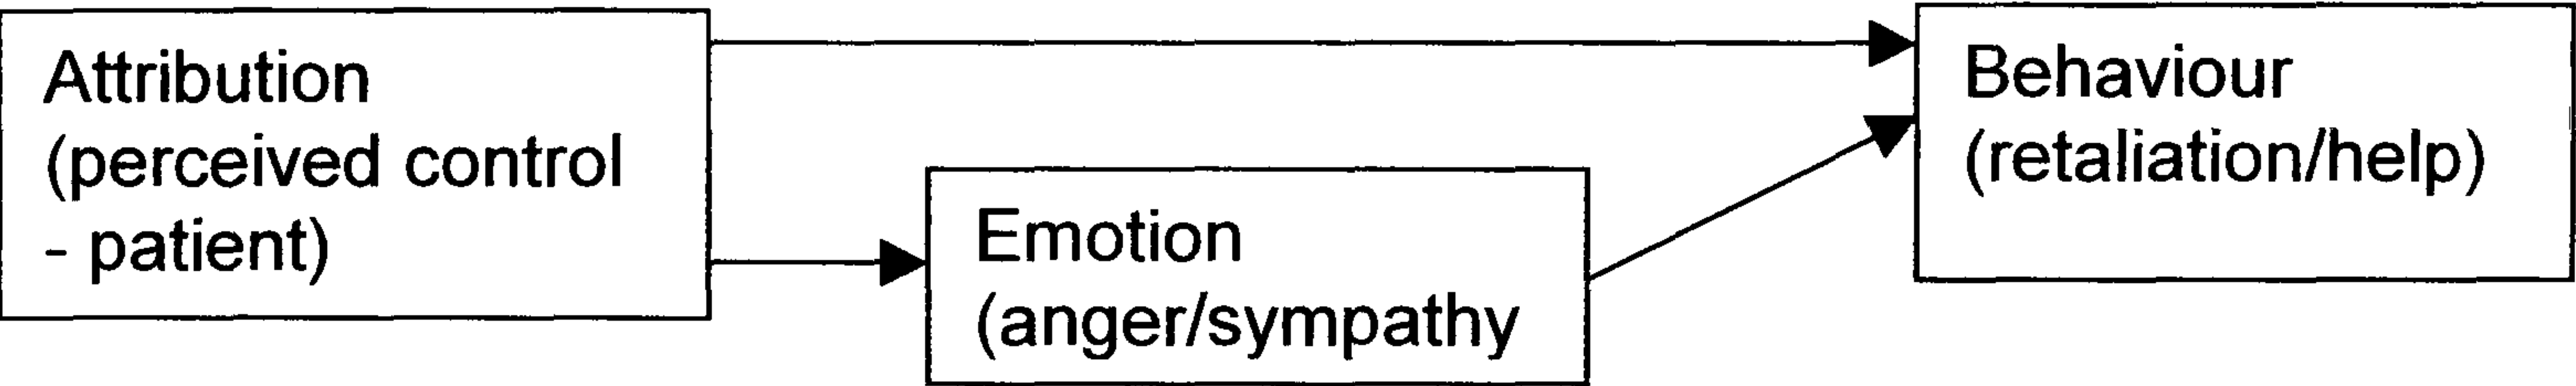 Attribution
(perceived control
- patient)
Emotion
(anger/sympathy
Behaviour
(retaliation/help)